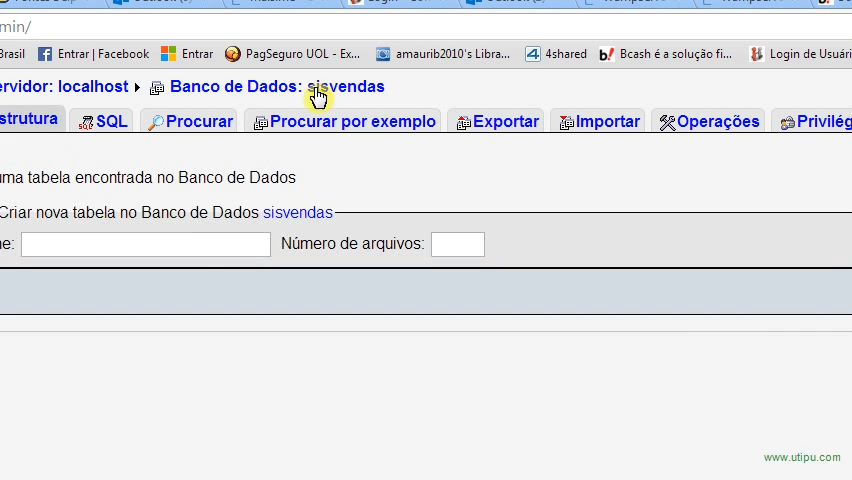 min/
Brasil Entrar | Facebook Entrar PagSeguro UOL - Ex... amaurib2010's Libra... 4shared Bcash é a solução fi... Login de Usuári
ervidor: localhost Banco de Dados: sisvendas
strutura SQL Procurar Procurar por exemplo Exportar Importar Operações Privilég
uma tabela encontrada no Banco de Dados
Criar nova tabela no Banco de Dados sisvendas
e: Número de arquivos:
www.utipu.com